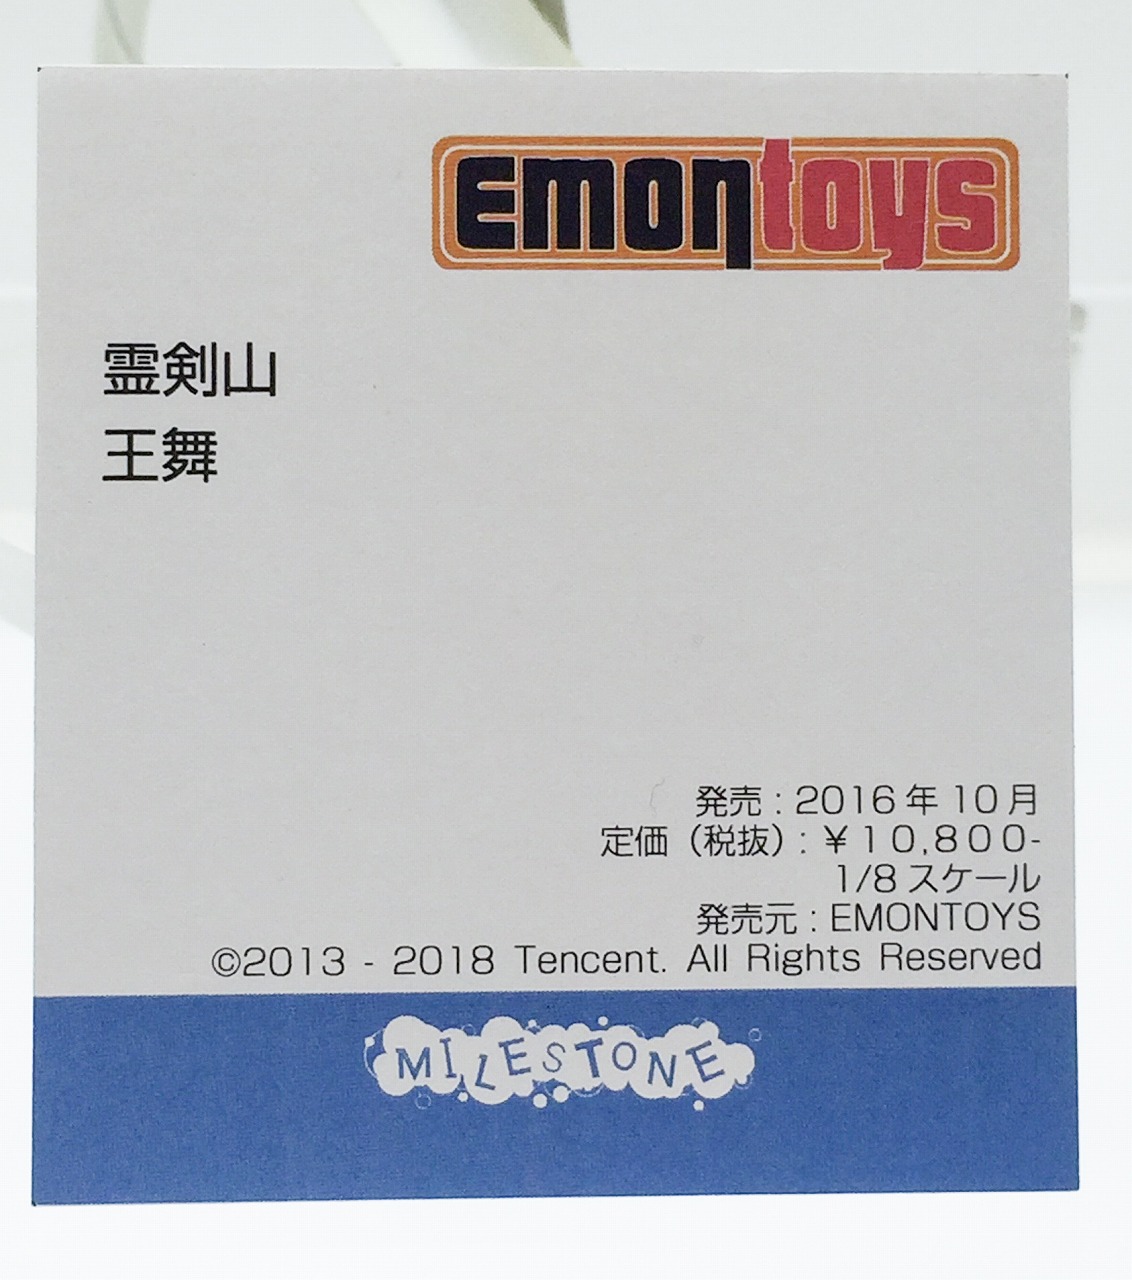 emontoys
霊剣山
王舞
発売：2016年10月
定価（税抜）：￥10,800-
1/8スケール
発売元：EMONTOYS
©2013 - 2018 Tencent. All Rights Reserved
MILESTONE